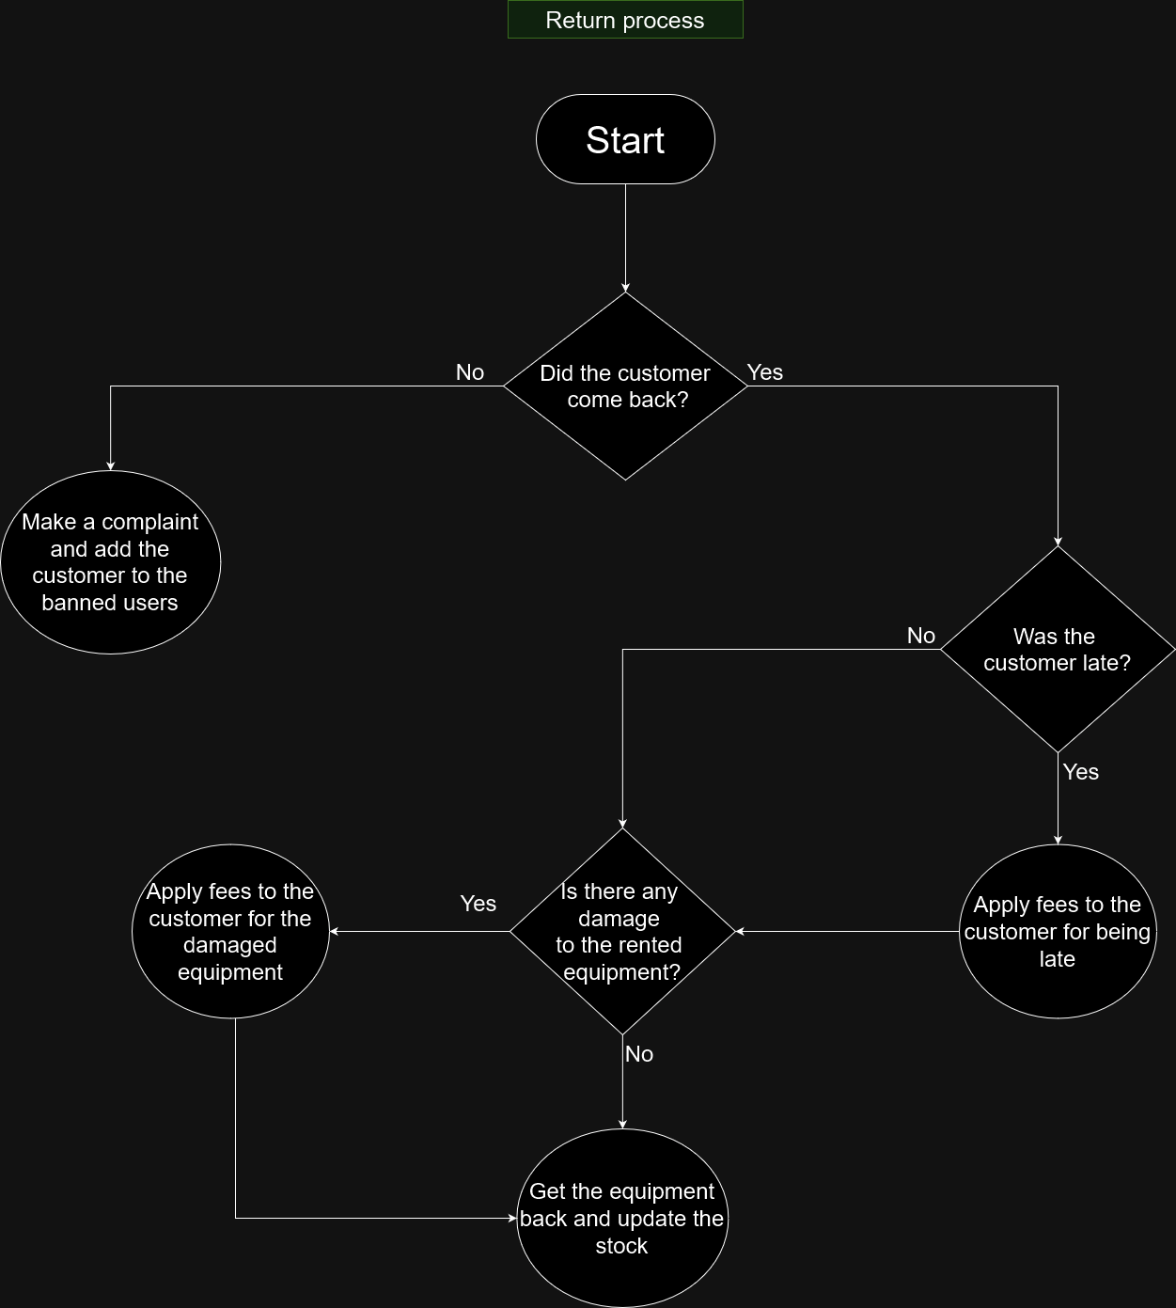 Return process
Start
Did the customer
come back?
No
Yes
Make a complaint
and add the
customer to the
banned users
Was the
customer late?
No
Yes
Apply fees to the
customer for being
late
Is there any
damage
to the rented
equipment?
Yes
No
Apply fees to the
customer for the
damaged
equipment
Get the equipment
back and update the
stock